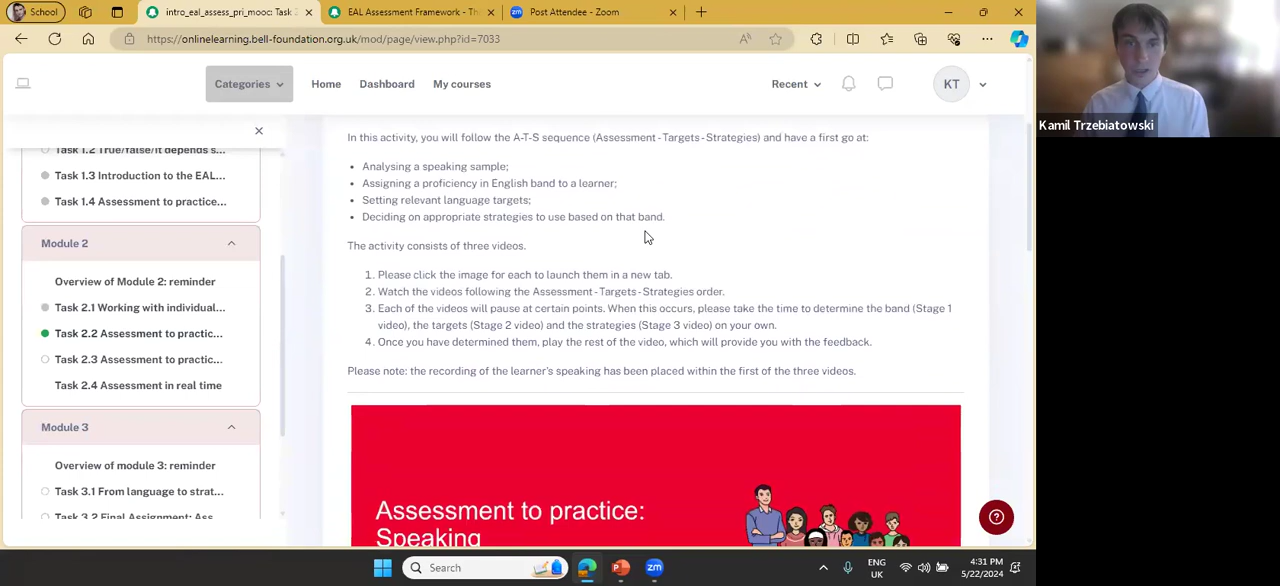 School
intro_eal_assess_pri_mooc: Task 2
EAL Assessment Framework - Th
Post Attendee - Zoom
https://onlinelearning.bell-foundation.org.uk/mod/page/view.php?id=7033
Categories
Home
Dashboard
My courses
Recent
KT
Kamil Trzebiatowski
Task 1.2 True/false/it depends s...
Task 1.3 Introduction to the EAL...
Task 1.4 Assessment to practice...
Module 2
Overview of Module 2: reminder
Task 2.1 Working with individual...
Task 2.2 Assessment to practic...
Task 2.3 Assessment to practic...
Task 2.4 Assessment in real time
Module 3
Overview of module 3: reminder
Task 3.1 From language to strat...
Task 3.2 Final Assignment: Ass...
In this activity, you will follow the A-T-S sequence (Assessment - Targets - Strategies) and have a first go at:
• Analysing a speaking sample;
• Assigning a proficiency in English band to a learner;
• Setting relevant language targets;
• Deciding on appropriate strategies to use based on that band.
The activity consists of three videos.
1. Please click the image for each to launch them in a new tab.
2. Watch the videos following the Assessment - Targets - Strategies order.
3. Each of the videos will pause at certain points. When this occurs, please take the time to determine the band (Stage 1
video), the targets (Stage 2 video) and the strategies (Stage 3 video) on your own.
4. Once you have determined them, play the rest of the video, which will provide you with the feedback.
Please note: the recording of the learner's speaking has been placed within the first of the three videos.
Assessment to practice:
Speaking
Search
ENG
UK
4:31 PM
5/22/2024